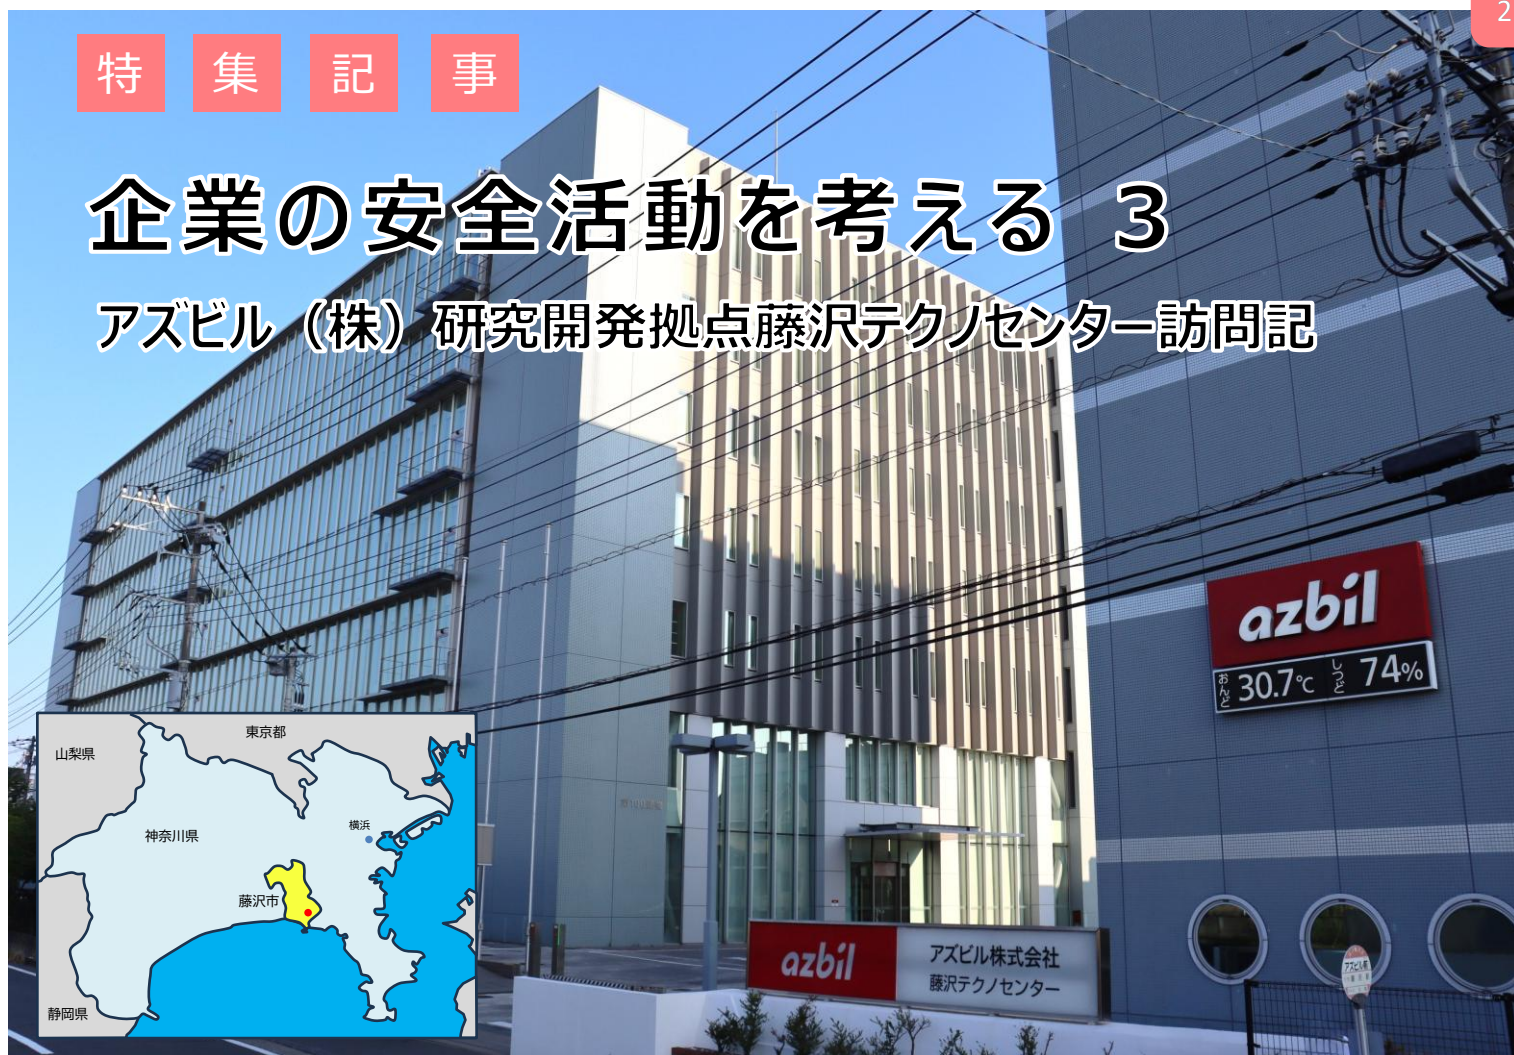 2
特集記事
企業の安全活動を考える 3
アズビル（株）研究開発拠点藤沢テクノセンター訪問記
azbil
おんど 30.7℃ しつど 74%
東京都
山梨県
横浜
神奈川県
藤沢市
静岡県
azbil
アズビル株式会社
藤沢テクノセンター